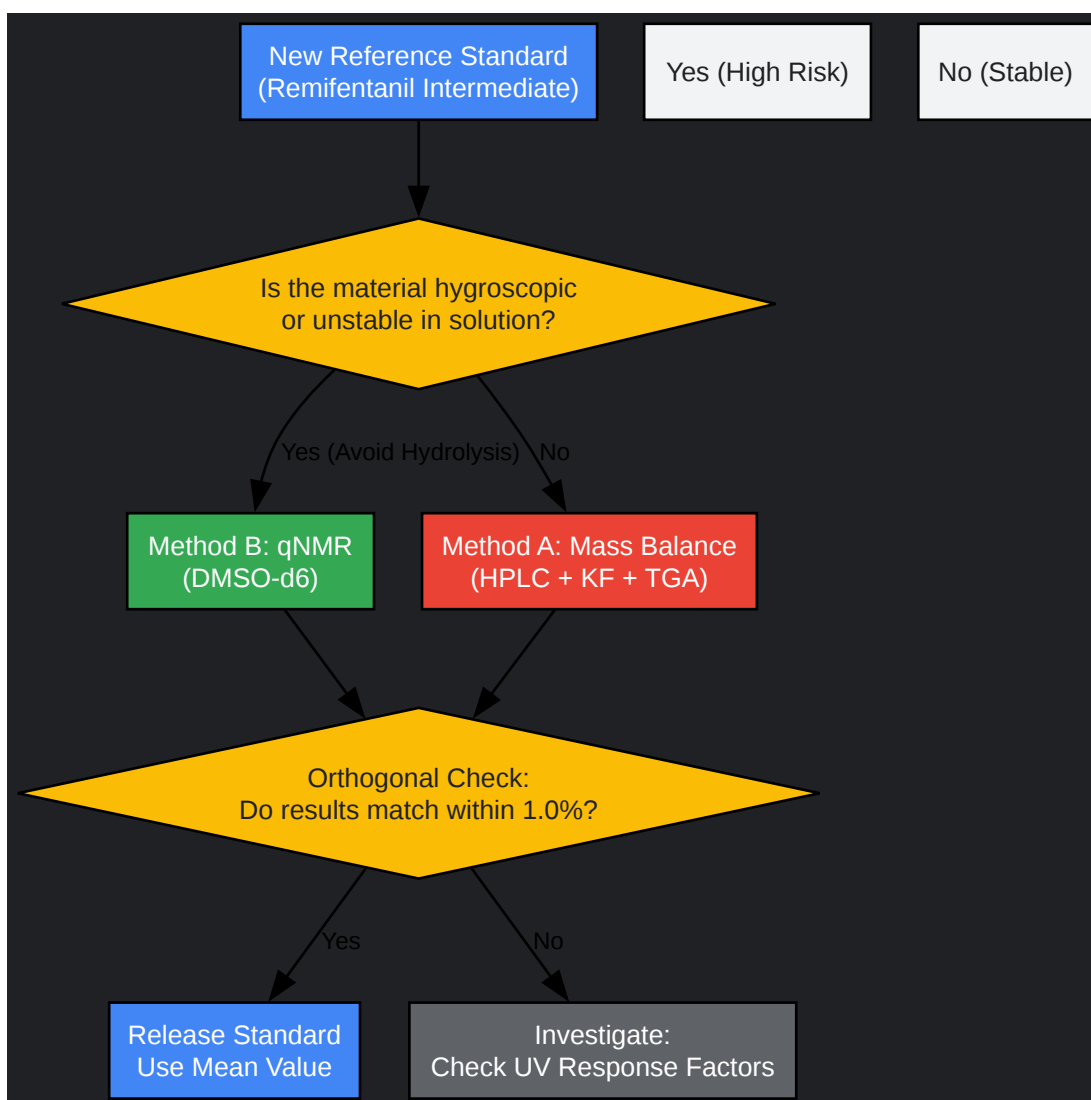 New Reference Standard
(Remifentanil Intermediate)
Yes (High Risk)
No (Stable)
Is the material hygroscopic
or unstable in solution?
Yes (Avoid Hydrolysis)
No
Method B: qNMR
(DMSO-d6)
Method A: Mass Balance
(HPLC + KF + TGA)
Orthogonal Check:
Do results match within 1.0%?
Yes
No
Release Standard
Use Mean Value
Investigate:
Check UV Response Factors